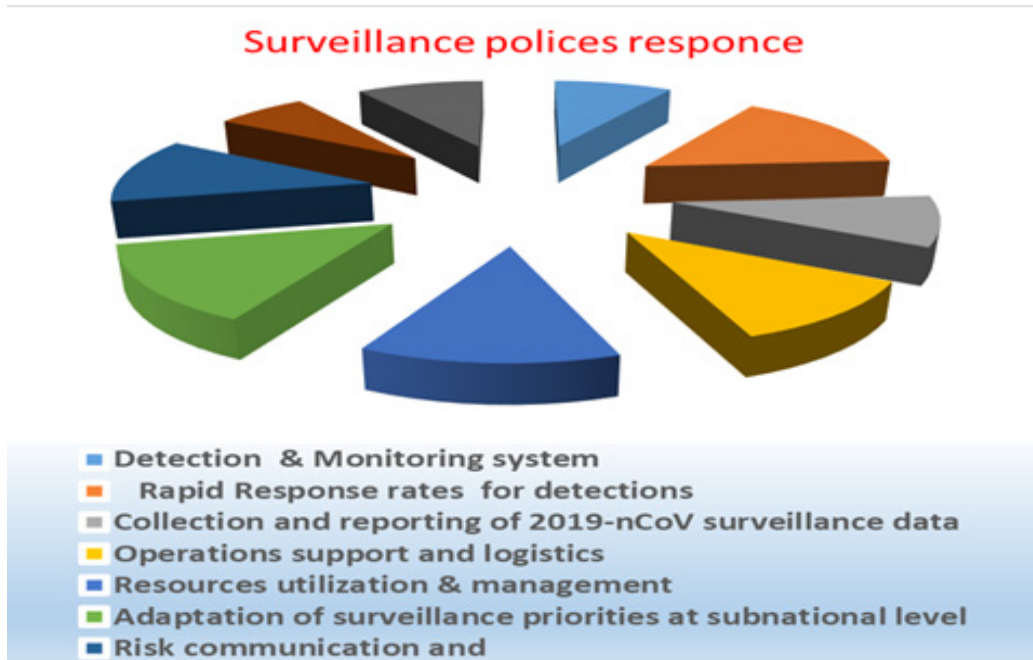 Surveillance polices responce
Detection & Monitoring system
Rapid Response rates for detections
Collection and reporting of 2019-nCoV surveillance data
Operations support and logistics
Resources utilization & management
Adaptation of surveillance priorities at subnational level
Risk communication and